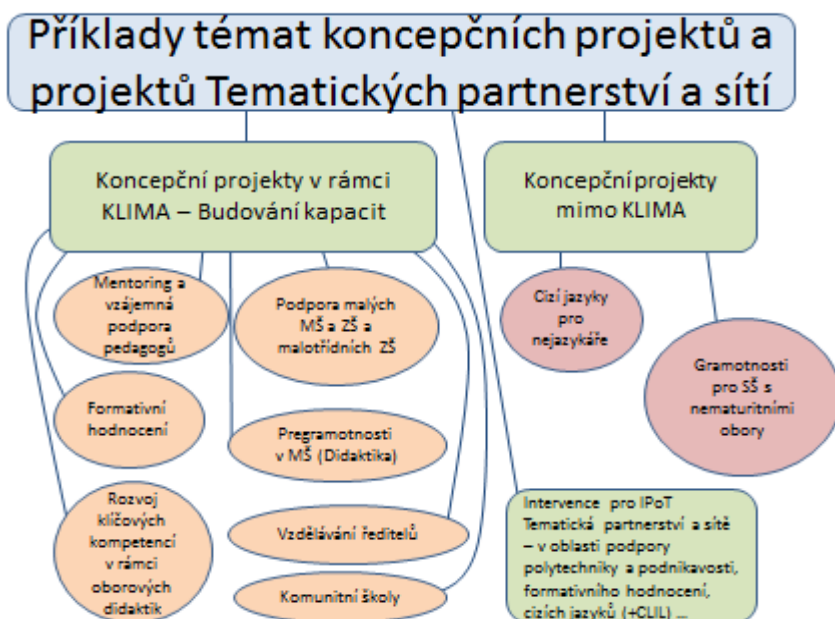 Příklady témat koncepčních projektů a
projektů Tematických partnerství a sítí
Koncepční projekty v rámci
KLIMA – Budování kapacit
Koncepční projekty
mimo KLIMA
Mentoring a
vzájemná
podpora
pedagogů
Podpora malých
MŠ a ZŠ a
malotřídních ZŠ
Formativní
hodnocení
Pregramotnosti
v MŠ (Didaktika)
Rozvoj
klíčových
kompetencí
v rámci
oborových
didaktik
Vzdělávání ředitelů
Komunitní školy
Cizí jazyky
pro
nejazykáře
Gramotnosti
pro SŠ s
nematuritními
obory
Intervence pro IPoT
Tematická partnerství a sítě
– v oblasti podpory
polytechniky a podnikavosti,
formativního hodnocení,
cizích jazyků (+CLIL) ...